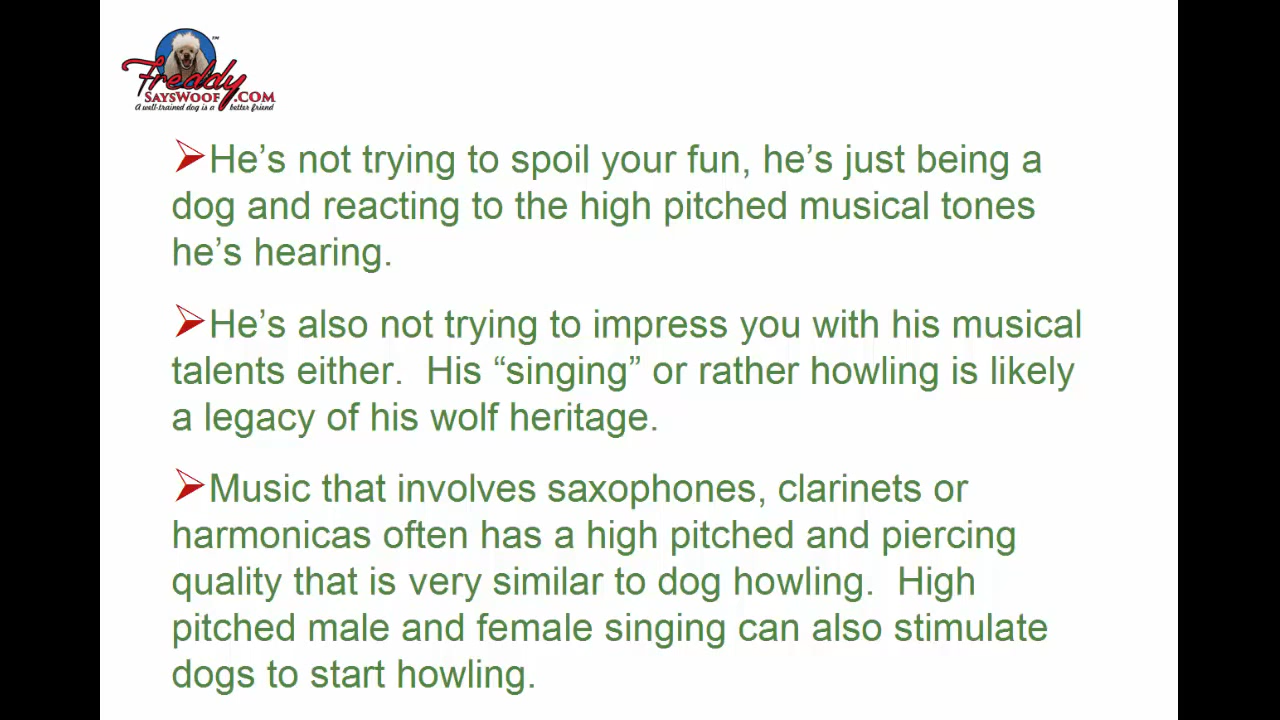 Freddy
SAYSWOOF.COM
A well-trained dog is a better friend
™
He’s not trying to spoil your fun, he’s just being a
dog and reacting to the high pitched musical tones
he’s hearing.
He’s also not trying to impress you with his musical
talents either.  His “singing” or rather howling is likely
a legacy of his wolf heritage.
Music that involves saxophones, clarinets or
harmonicas often has a high pitched and piercing
quality that is very similar to dog howling.  High
pitched male and female singing can also stimulate
dogs to start howling.